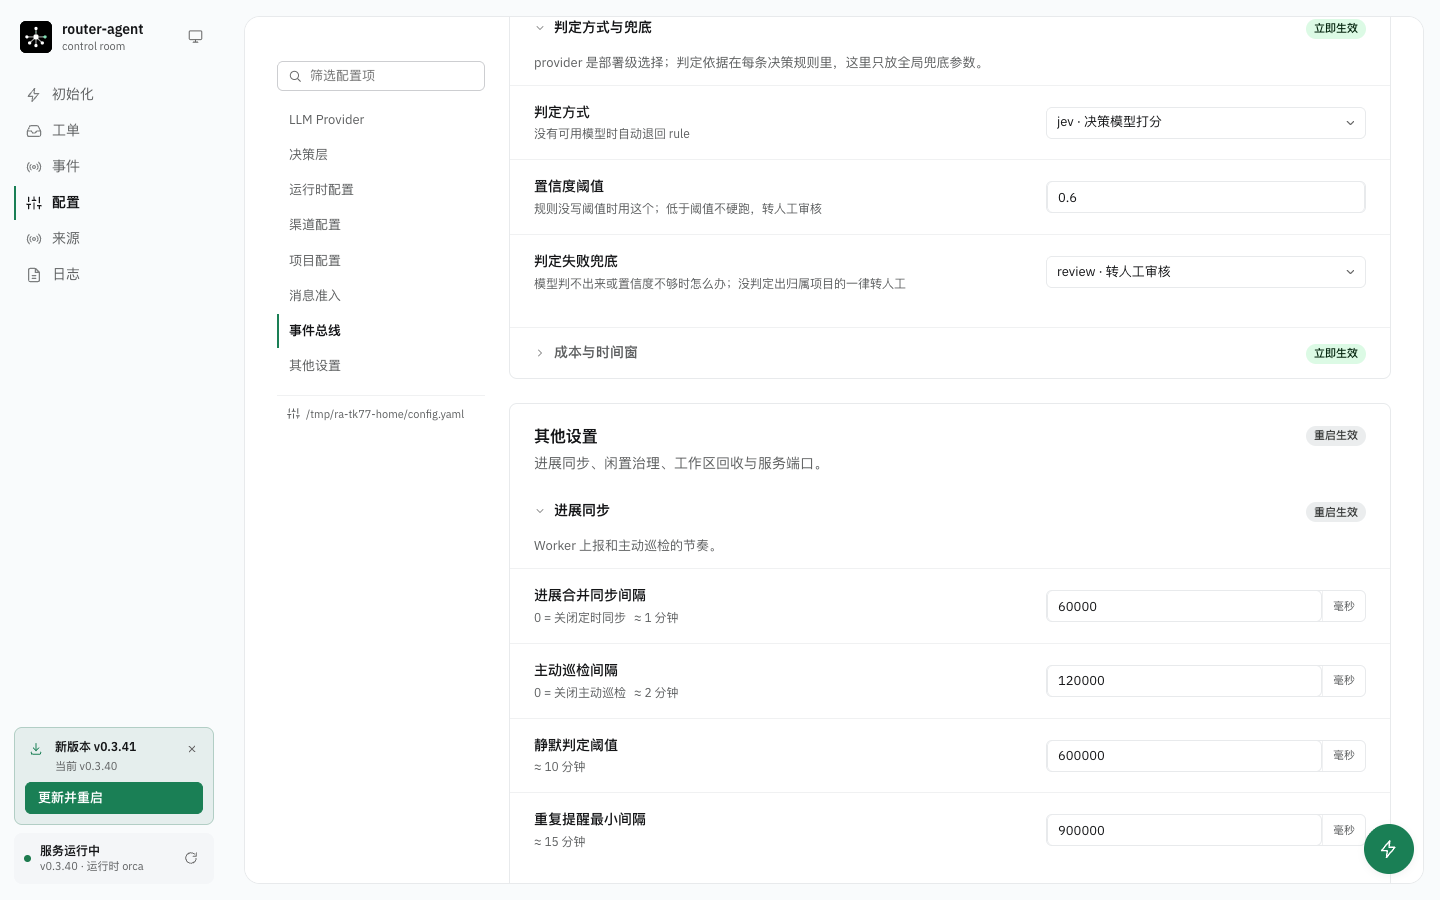 router-agent
control room
初始化
工单
事件
配置
来源
日志
新版本 v0.3.41
当前 v0.3.40
更新并重启
服务运行中
v0.3.40 · 运行时 orca
筛选配置项
LLM Provider
决策层
运行时配置
渠道配置
项目配置
消息准入
事件总线
其他设置
/tmp/ra-tk77-home/config.yaml
判定方式与兜底
立即生效
provider 是部署级选择；判定依据在每条决策规则里，这里只放全局兜底参数。
判定方式
没有可用模型时自动退回 rule
jev · 决策模型打分
置信度阈值
规则没写阈值时用这个；低于阈值不硬跑，转人工审核
0.6
判定失败兜底
模型判不出来或置信度不够时怎么办；没判定出归属项目的一律转人工
review · 转人工审核
成本与时间窗
立即生效
其他设置
重启生效
进展同步、闲置治理、工作区回收与服务端口。
进展同步
重启生效
Worker 上报和主动巡检的节奏。
进展合并同步间隔
0 = 关闭定时同步 ≈ 1 分钟
60000
毫秒
主动巡检间隔
0 = 关闭主动巡检 ≈ 2 分钟
120000
毫秒
静默判定阈值
≈ 10 分钟
600000
毫秒
重复提醒最小间隔
≈ 15 分钟
900000
毫秒